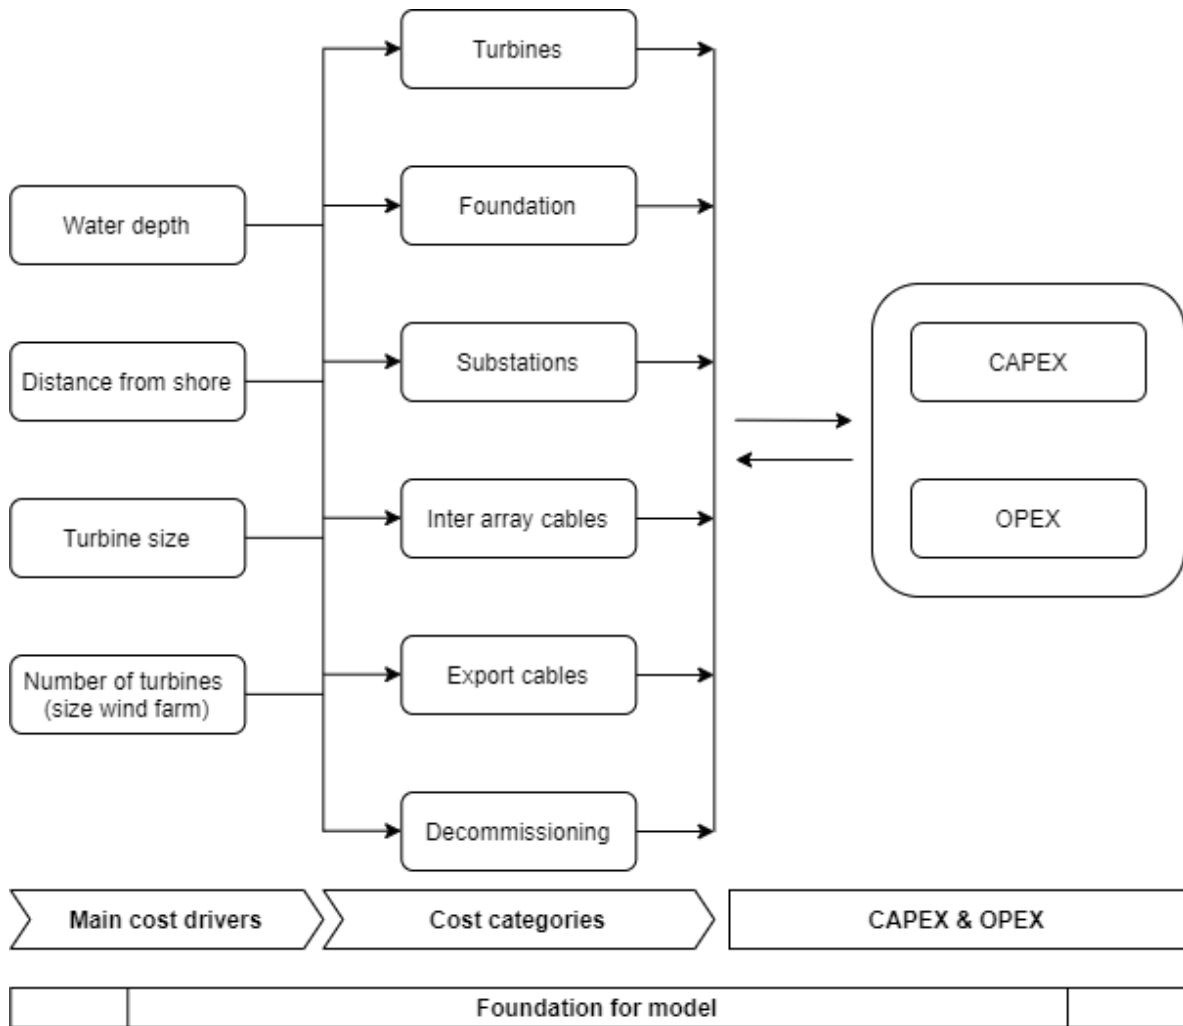 Turbines
Foundation
Water depth
Substations
CAPEX
Distance from shore
Inter array cables
OPEX
Turbine size
Export cables
Number of turbines
(size wind farm)
Decommissioning
Main cost drivers
Cost categories
CAPEX & OPEX
Foundation for model